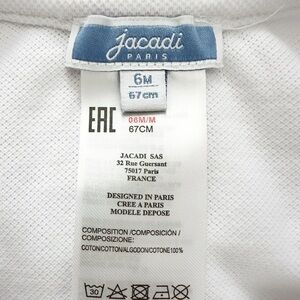 jacadi
PARIS
6M
67cm
EAC
06M/M
67CM
JACADI SAS
32 Rue Guersant
75017 Paris
FRANCE
DESIGNED IN PARIS
CREE A PARIS
MODELE DEPOSE
COMPOSITION /COMPOSICIÓN /
COMPOSIZIONE:
COTON/COTTON/ALGODON/COTONE100%
30